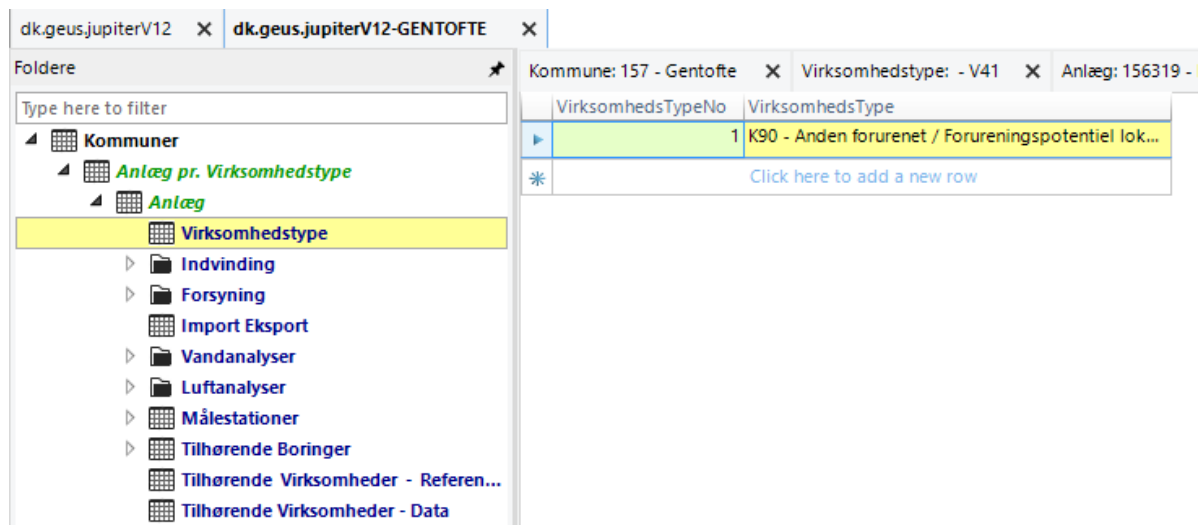 dk.geus.jupiterV12 dk.geus.jupiterV12-GENTOFTE
Foldere
Type here to filter
Kommuner
Anlæg pr. Virksomhedstype
Anlæg
Virksomhedstype
Indvinding
Forsyning
Import Eksport
Vandanalyser
Luftanalyser
Målestationer
Tilhørende Boringer
Tilhørende Virksomheder - Referen...
Tilhørende Virksomheder - Data
Kommune: 157 - Gentofte Virksomhedstype: - V41 Anlæg: 156319 -
VirksomhedsTypeNo VirksomhedsType
1 K90 - Anden forurenet / Forureningspotentiel lok...
Click here to add a new row